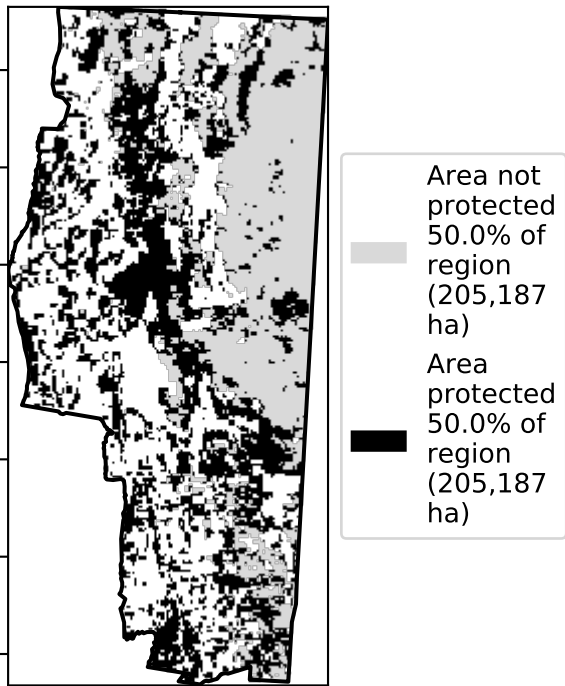 Area not
protected
50.0% of
region
(205,187
ha)
Area
protected
50.0% of
region
(205,187
ha)